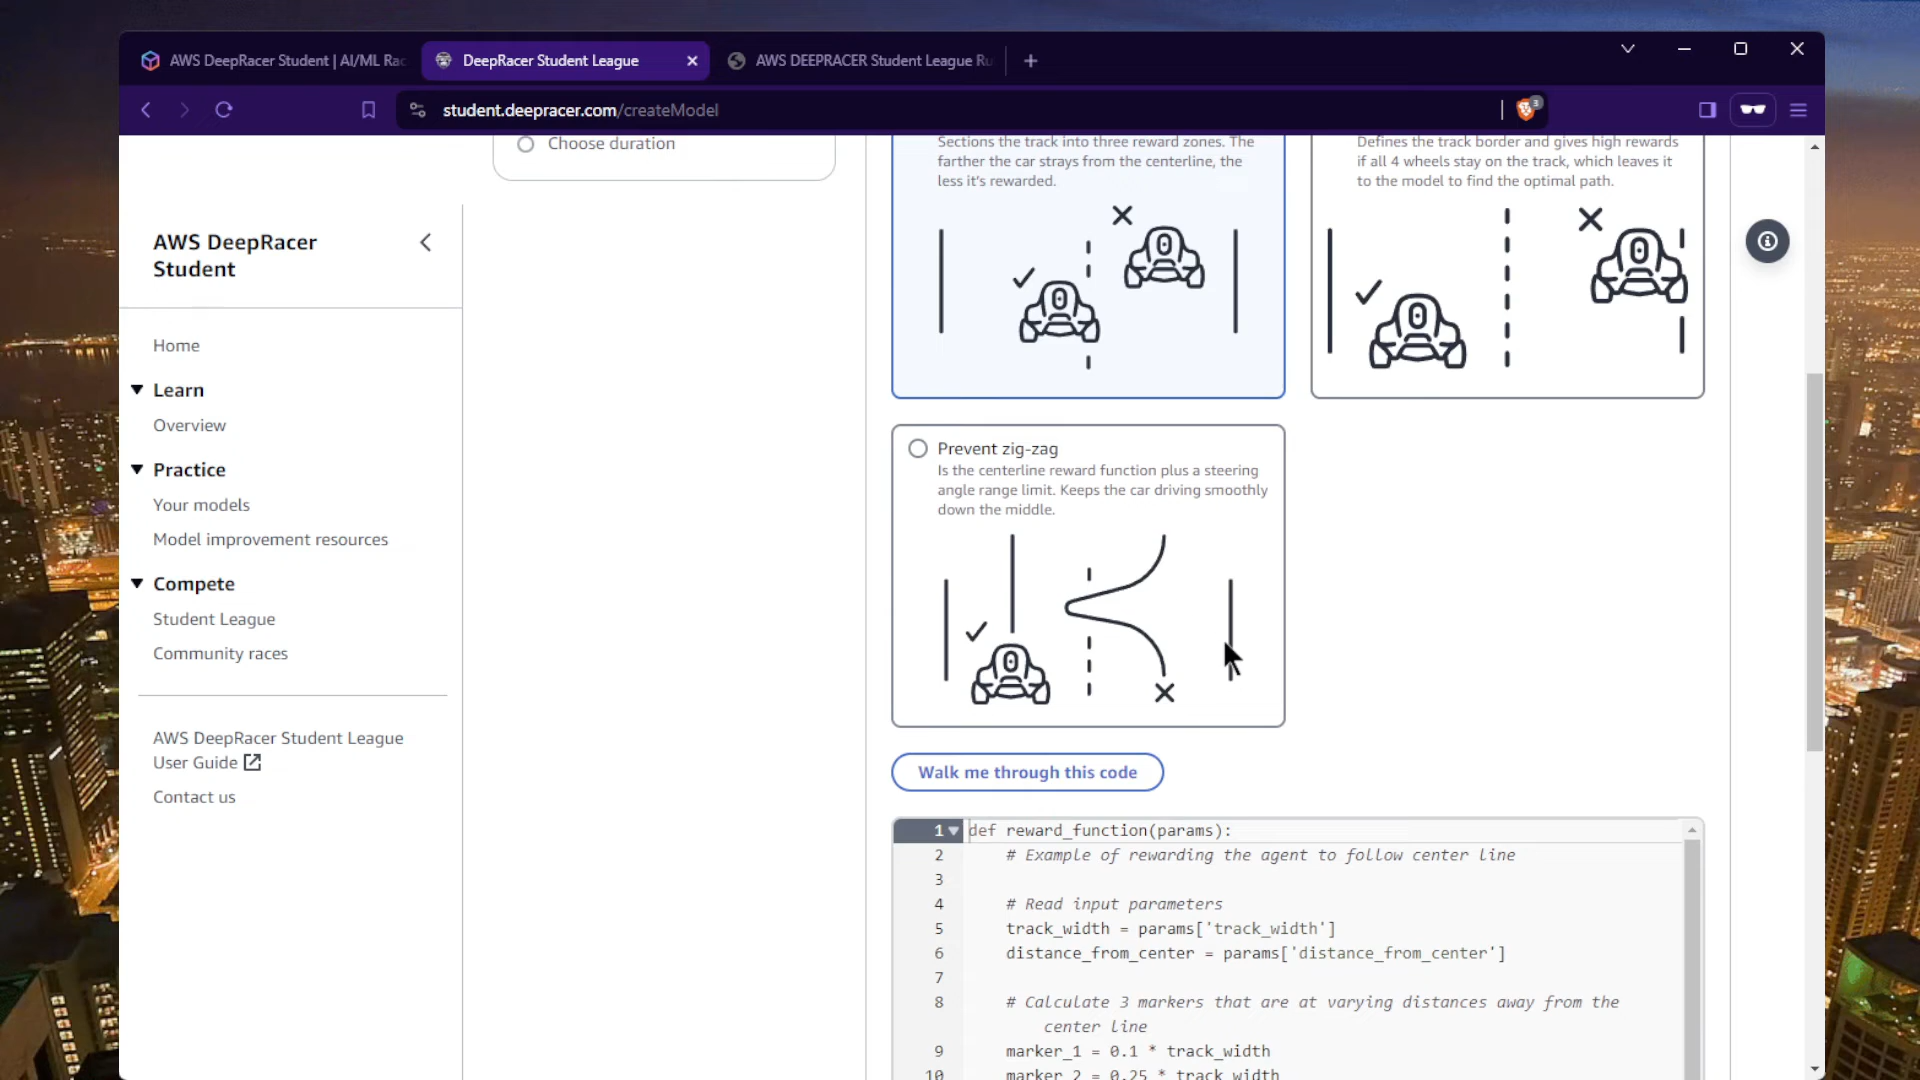 AWS DeepRacer Student | AI/ML Rac
DeepRacer Student League
AWS DEEPRACER Student League Ru
student.deepracer.com/createModel
3
Choose duration
Sections the track into three reward zones. The
farther the car strays from the centerline, the
less it's rewarded.
Defines the track border and gives high rewards
if all 4 wheels stay on the track, which leaves it
to the model to find the optimal path.
AWS DeepRacer
Student
Home
Learn
Overview
Practice
Your models
Model improvement resources
Compete
Student League
Community races
AWS DeepRacer Student League
User Guide
Contact us
Prevent zig-zag
Is the centerline reward function plus a steering
angle range limit. Keeps the car driving smoothly
down the middle.
Walk me through this code
1 def reward_function(params):
2 # Example of rewarding the agent to follow center line
3
4 # Read input parameters
5 track_width = params['track_width']
6 distance_from_center = params['distance_from_center']
7
8 # Calculate 3 markers that are at varying distances away from the
center line
9 marker_1 = 0.1 * track_width
10 marker_2 = 0.25 * track_width